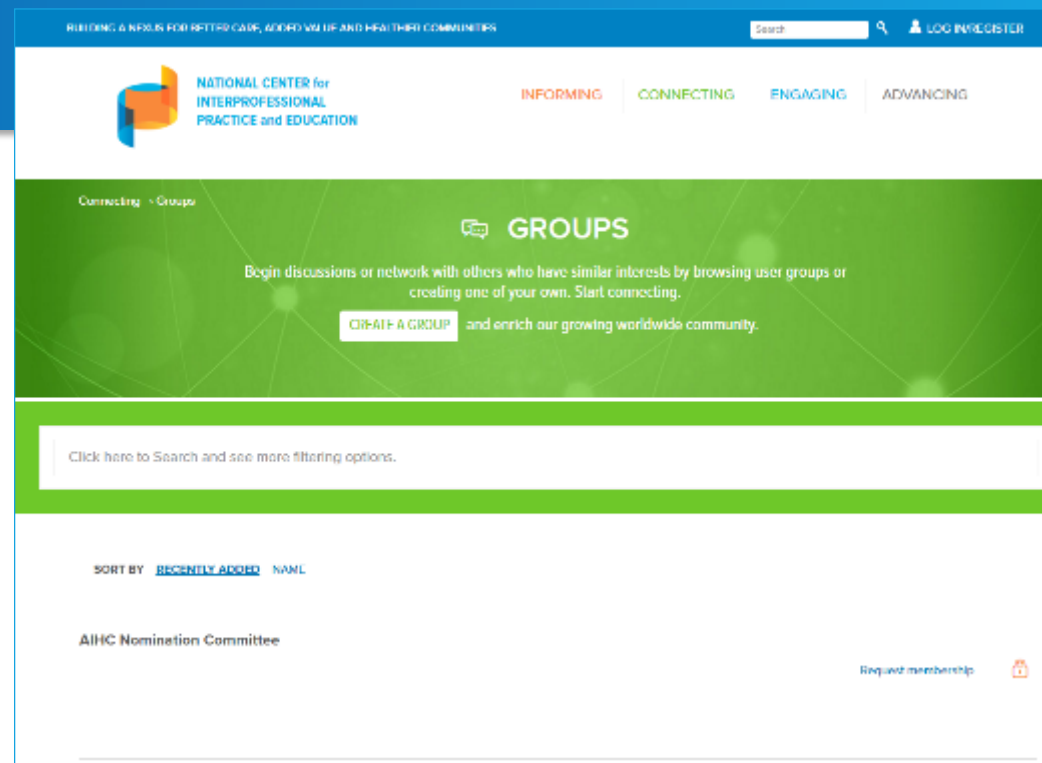 BUILDING A NEXUS FOR BETTER CARE, ADDED VALUE AND HEALTHIER COMMUNITIES
Search
LOG IN/REGISTER
NATIONAL CENTER for
INTERPROFESSIONAL
PRACTICE and EDUCATION
INFORMING CONNECTING ENGAGING ADVANCING
Connecting › Groups
GROUPS
Begin discussions or network with others who have similar interests by browsing user groups or
creating one of your own. Start connecting.
CREATE A GROUP and enrich our growing worldwide community.
Click here to Search and see more filtering options.
SORT BY RECENTLY ADDED NAME
AIHC Nomination Committee
Request membership